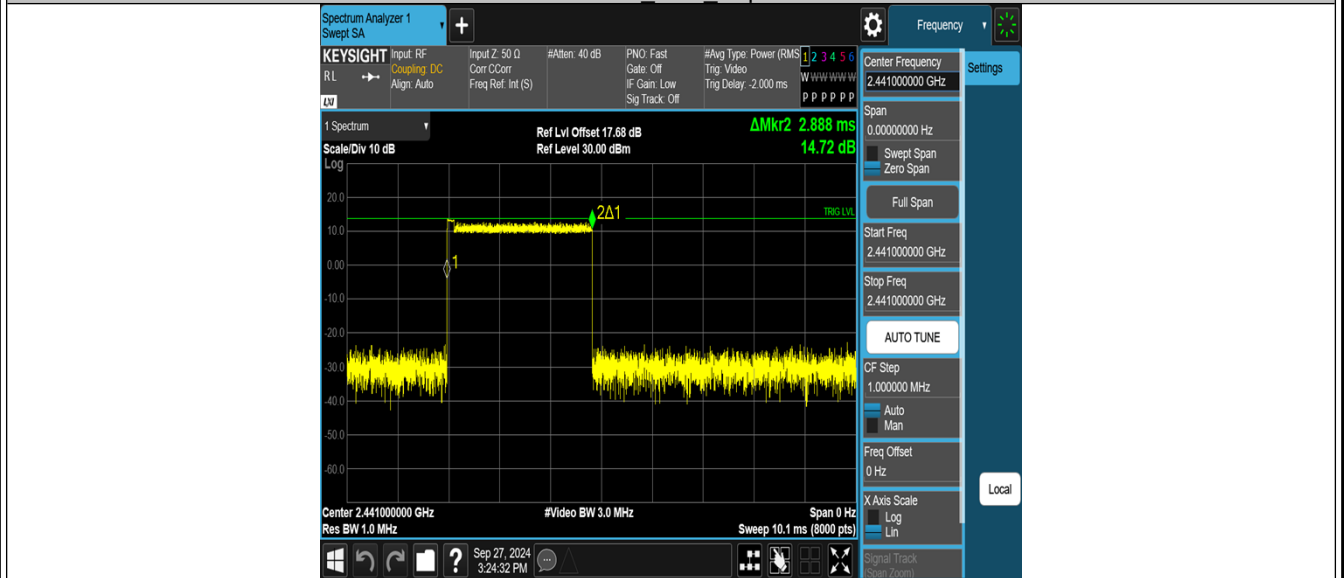 Spectrum Analyzer 1
Swept SA
+
Frequency
KEYSIGHT
RL
LXI
Input: RF
Coupling: DC
Align: Auto
Input Z: 50 Ω
Corr CCorr
Freq Ref: Int (S)
#Atten: 40 dB
PNO: Fast
Gate: Off
IF Gain: Low
Sig Track: Off
#Avg Type: Power (RMS
Trig: Video
Trig Delay: -2.000 ms
1 2 3 4 5 6
W W W W W W
P P P P P P
1 Spectrum
Scale/Div 10 dB
Log
Ref Lvl Offset 17.68 dB
Ref Level 30.00 dBm
ΔMkr2 2.888 ms
14.72 dB
20.0
10.0
0.00
-10.0
-20.0
-30.0
-40.0
-50.0
-60.0
2Δ1
1
TRIG LVL
Center 2.441000000 GHz
Res BW 1.0 MHz
#Video BW 3.0 MHz
Span 0 Hz
Sweep 10.1 ms (8000 pts)
Sep 27, 2024
3:24:32 PM
?
Center Frequency
2.441000000 GHz
Span
0.00000000 Hz
Swept Span
Zero Span
Full Span
Start Freq
2.441000000 GHz
Stop Freq
2.441000000 GHz
AUTO TUNE
CF Step
1.000000 MHz
Auto
Man
Freq Offset
0 Hz
X Axis Scale
Log
Lin
Signal Track
(Span Zoom)
Settings
Local